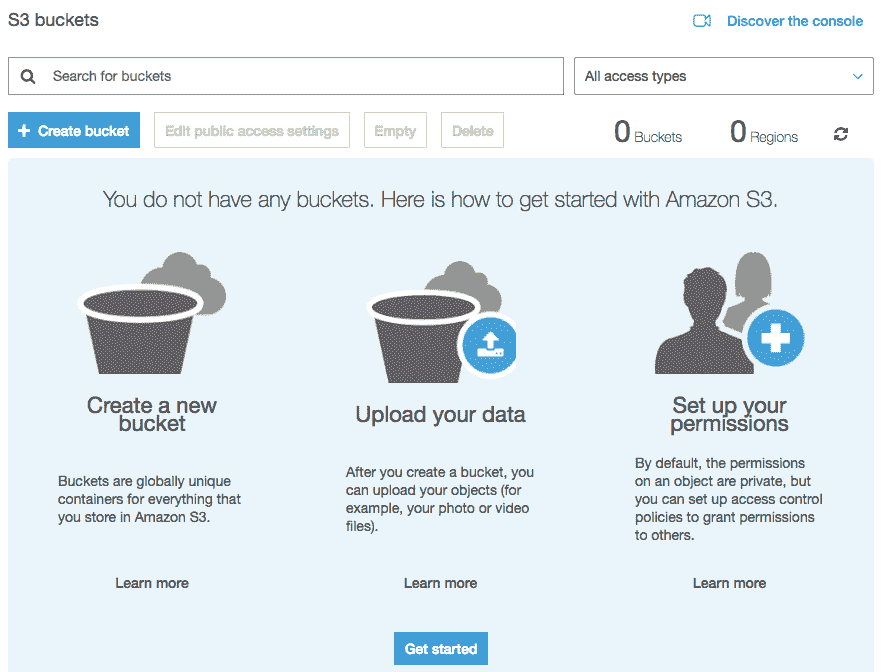 S3 buckets
Discover the console
Search for buckets
All access types
Create bucket
Edit public access settings
Empty
Delete
0 Buckets
0 Regions
You do not have any buckets. Here is how to get started with Amazon S3.
Create a new
bucket
Buckets are globally unique
containers for everything that
you store in Amazon S3.
Learn more
Upload your data
After you create a bucket, you
can upload your objects (for
example, your photo or video
files).
Learn more
Set up your
permissions
By default, the permissions
on an object are private, but
you can set up access control
policies to grant permissions
to others.
Learn more
Get started